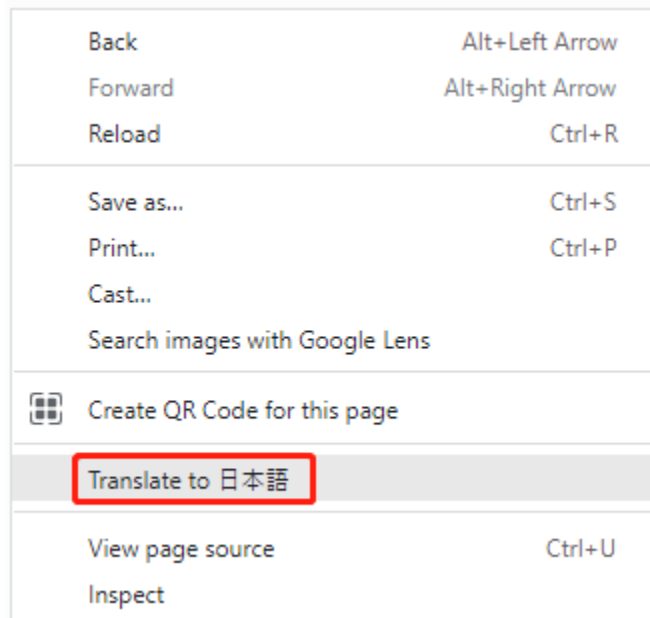 Back Alt+Left Arrow
Forward Alt+Right Arrow
Reload Ctrl+R
Save as... Ctrl+S
Print... Ctrl+P
Cast...
Search images with Google Lens
Create QR Code for this page
Translate to 日本語
View page source Ctrl+U
Inspect